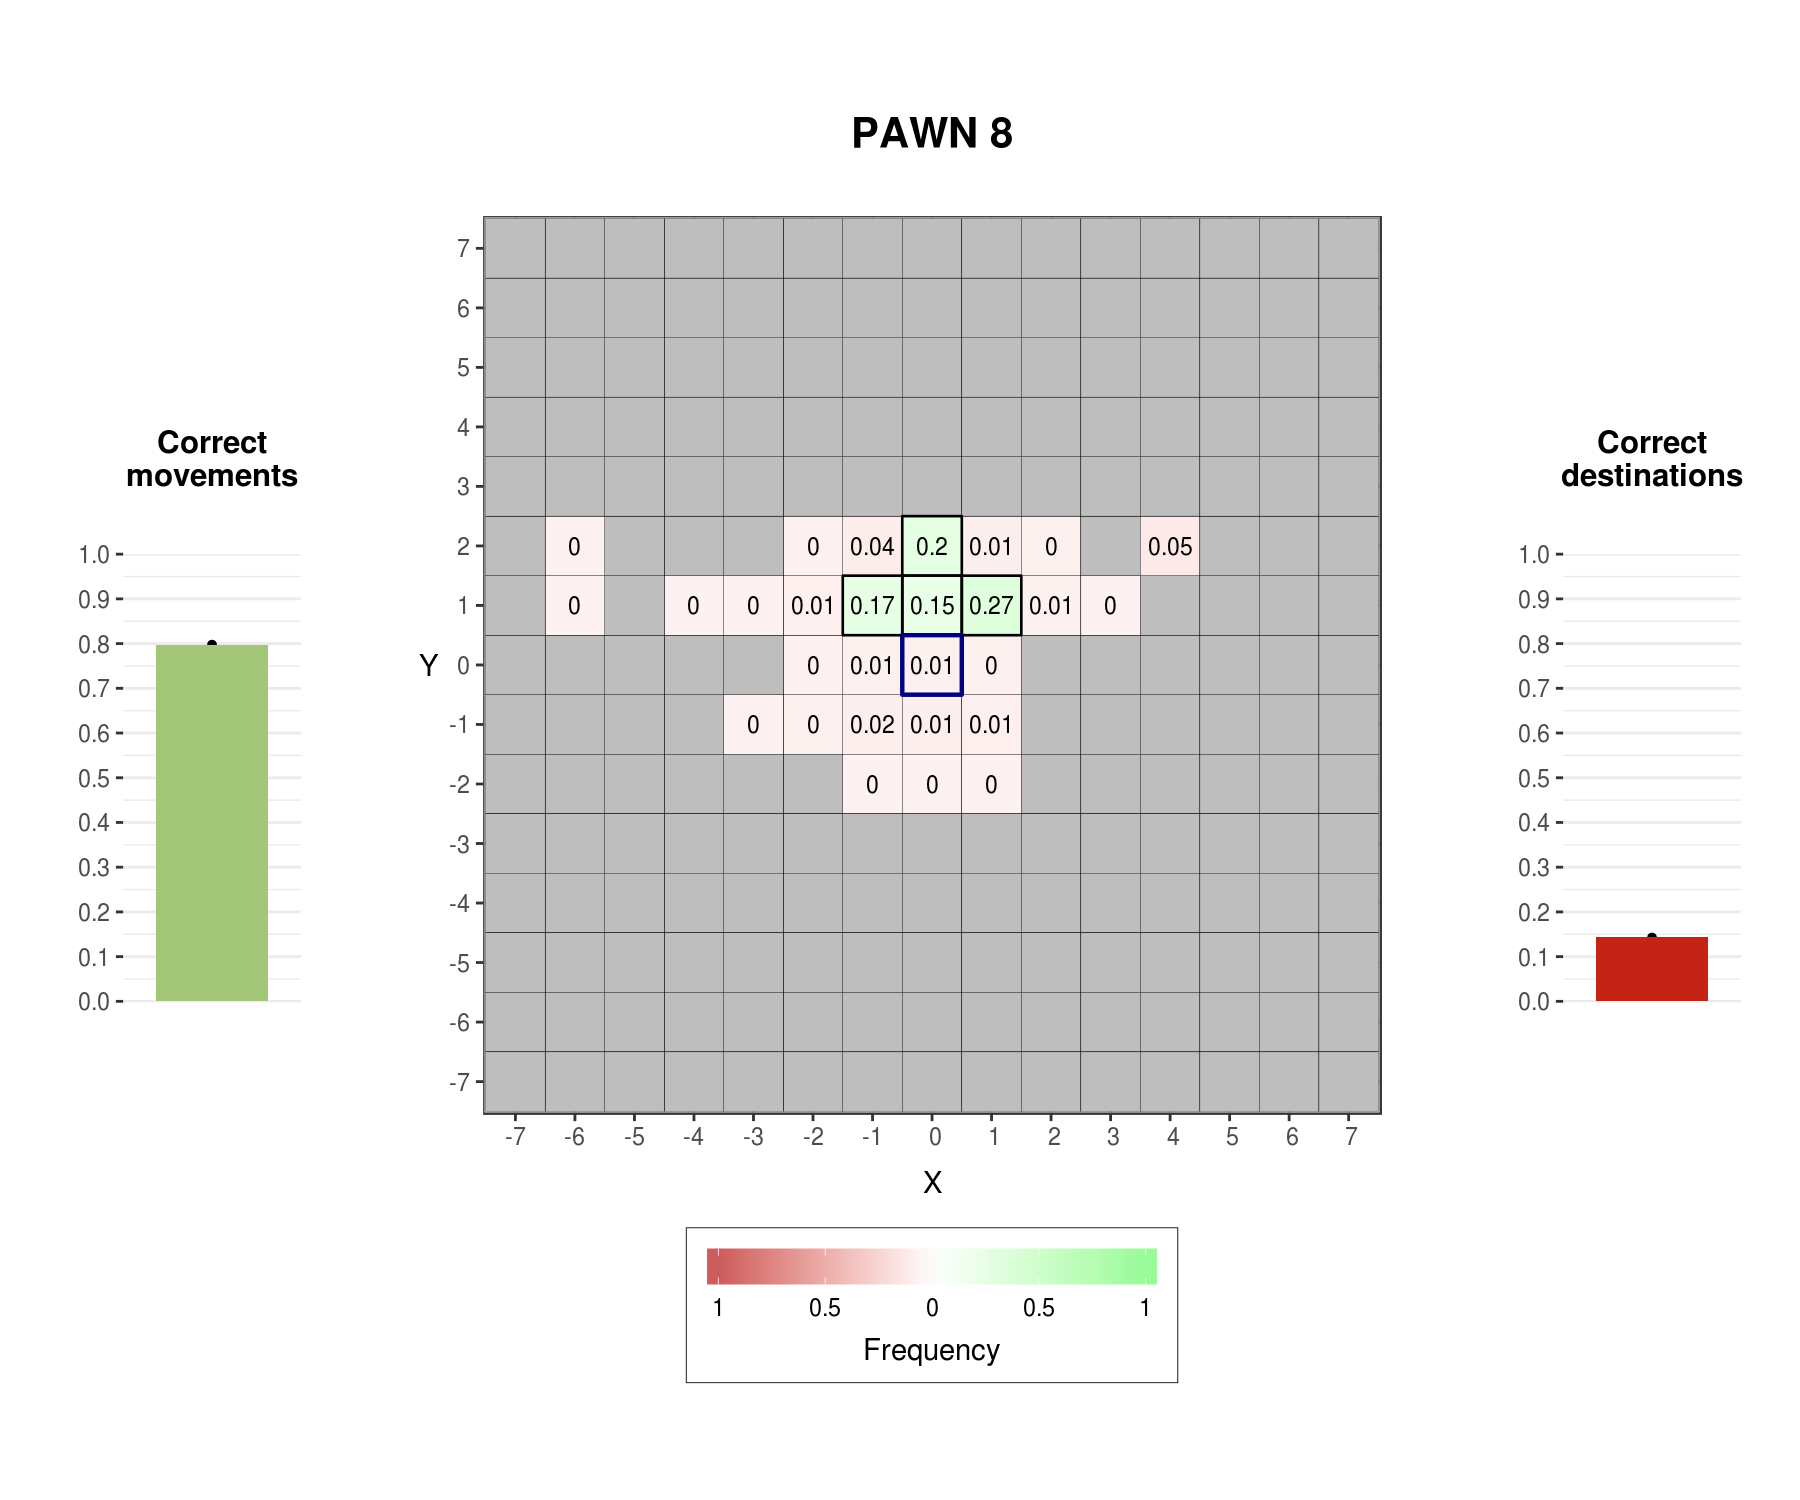 PAWN 8
Correct
movements
1.0
0.9
0.8
0.7
0.6
0.5
0.4
0.3
0.2
0.1
0.0
Y
7
6
5
4
3
2
1
0
-1
-2
-3
-4
-5
-6
-7
0 0 0.04 0.2 0.01 0 0.05
0 0 0 0.01 0.17 0.15 0.27 0.01 0
0 0.01 0.01 0
0 0 0.02 0.01 0.01
0 0 0
-7 -6 -5 -4 -3 -2 -1 0 1 2 3 4 5 6 7
X
1 0.5 0 0.5 1
Frequency
Correct
destinations
1.0
0.9
0.8
0.7
0.6
0.5
0.4
0.3
0.2
0.1
0.0